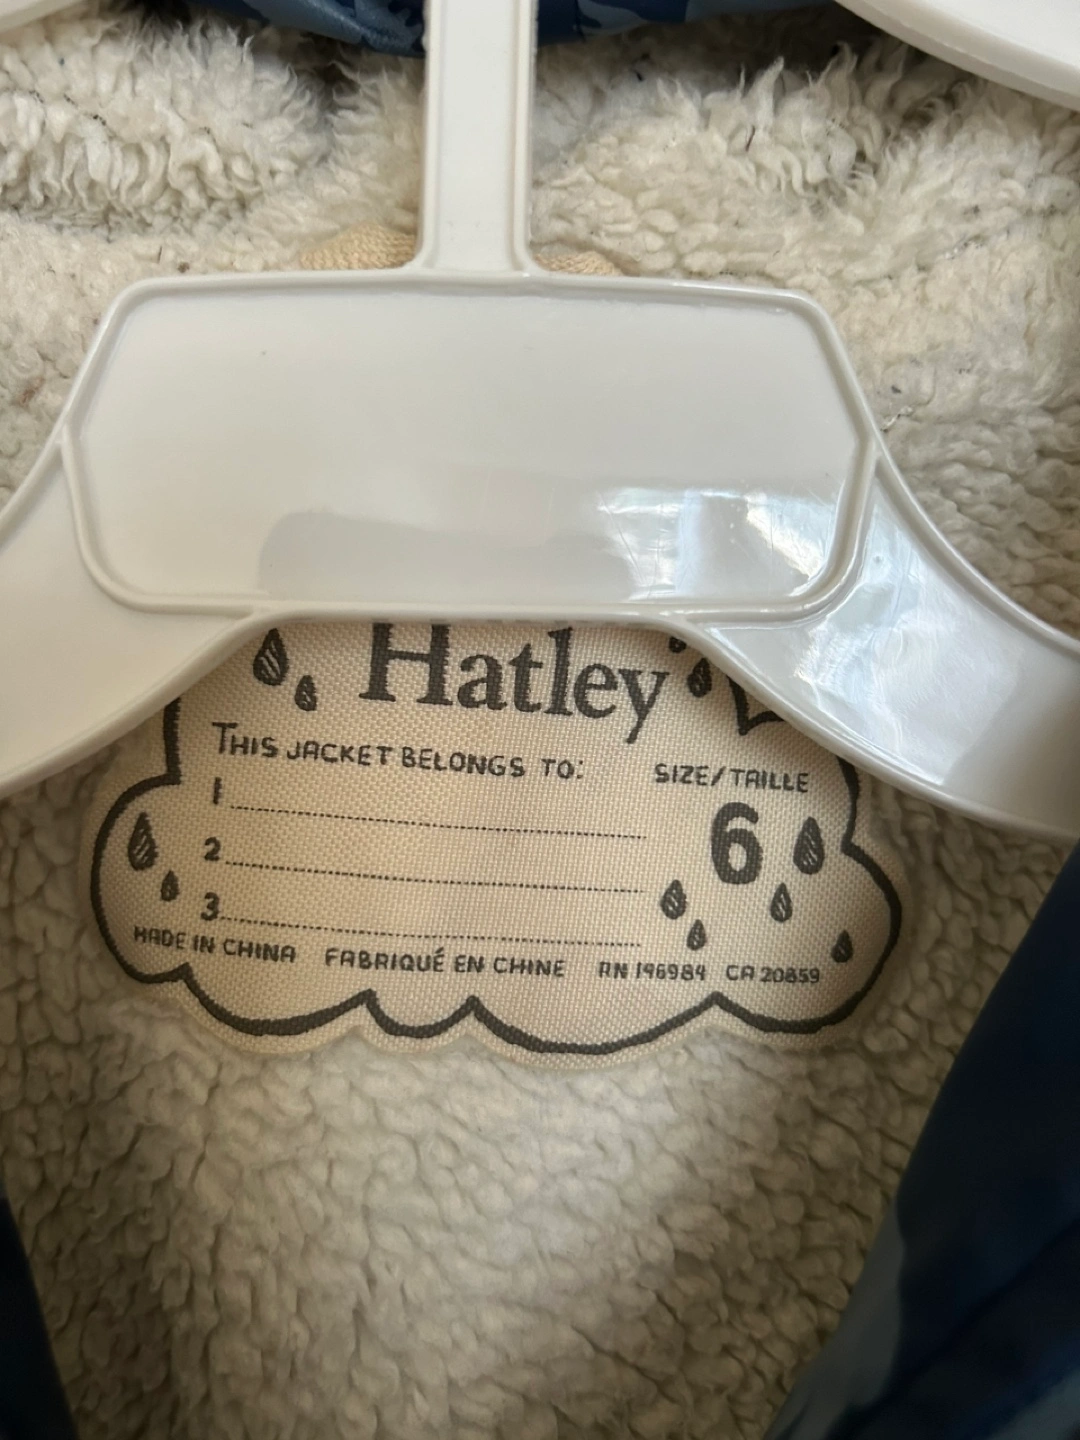 Hatley
THIS JACKET BELONGS TO:
SIZE/TAILLE
1
2
3
6
MADE IN CHINA FABRIQUÉ EN CHINE RN 146984 CA 20859